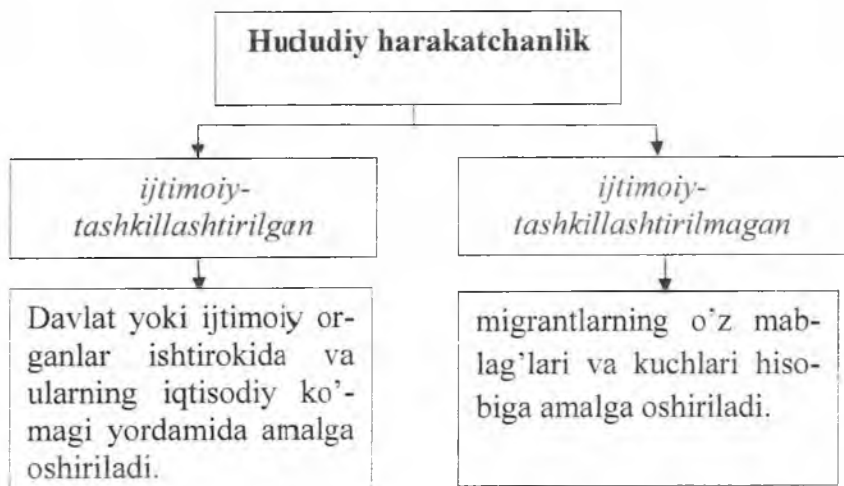 Hududiy harakatchanlik
ijtimoiy-
tashkillashtirilgan
Davlat yoki ijtimoiy or-
ganlar ishtirokida va
ularning iqtisodiy ko'-
magi yordamida amalga
oshiriladi.
ijtimoiy-
tashkillashtirilmagan
migrantlarning o'z mab-
lag'lari va kuchlari hiso-
biga amalga oshiriladi.